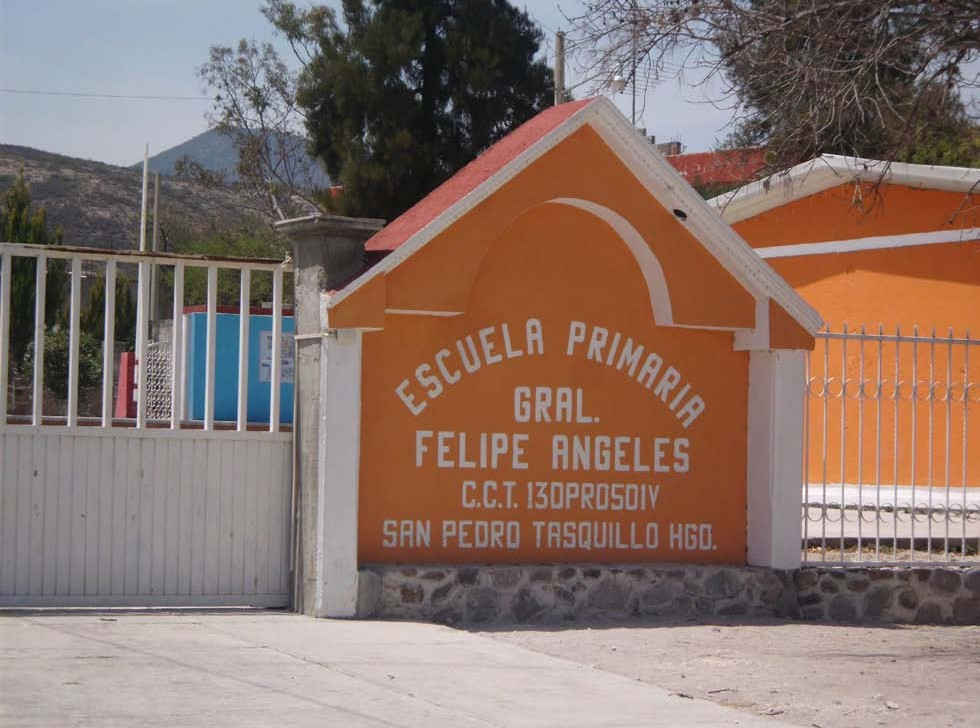 ESCUELA PRIMARIA
GRAL.
FELIPE ANGELES
C.C.T. 13DPR0501V
SAN PEDRO TASQUILLO HGO.